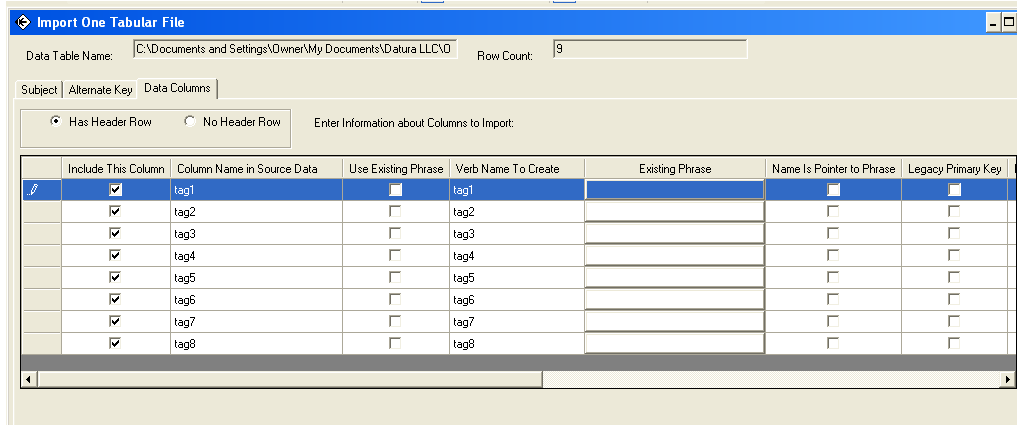 Import One Tabular File
Data Table Name: C:\Documents and Settings\Owner\My Documents\Datura LLC\O Row Count: 9
Subject Alternate Key Data Columns
Has Header Row No Header Row Enter Information about Columns to Import:
Include This Column Column Name in Source Data Use Existing Phrase Verb Name To Create Existing Phrase Name Is Pointer to Phrase Legacy Primary Key
tag1 tag1
tag2 tag2
tag3 tag3
tag4 tag4
tag5 tag5
tag6 tag6
tag7 tag7
tag8 tag8